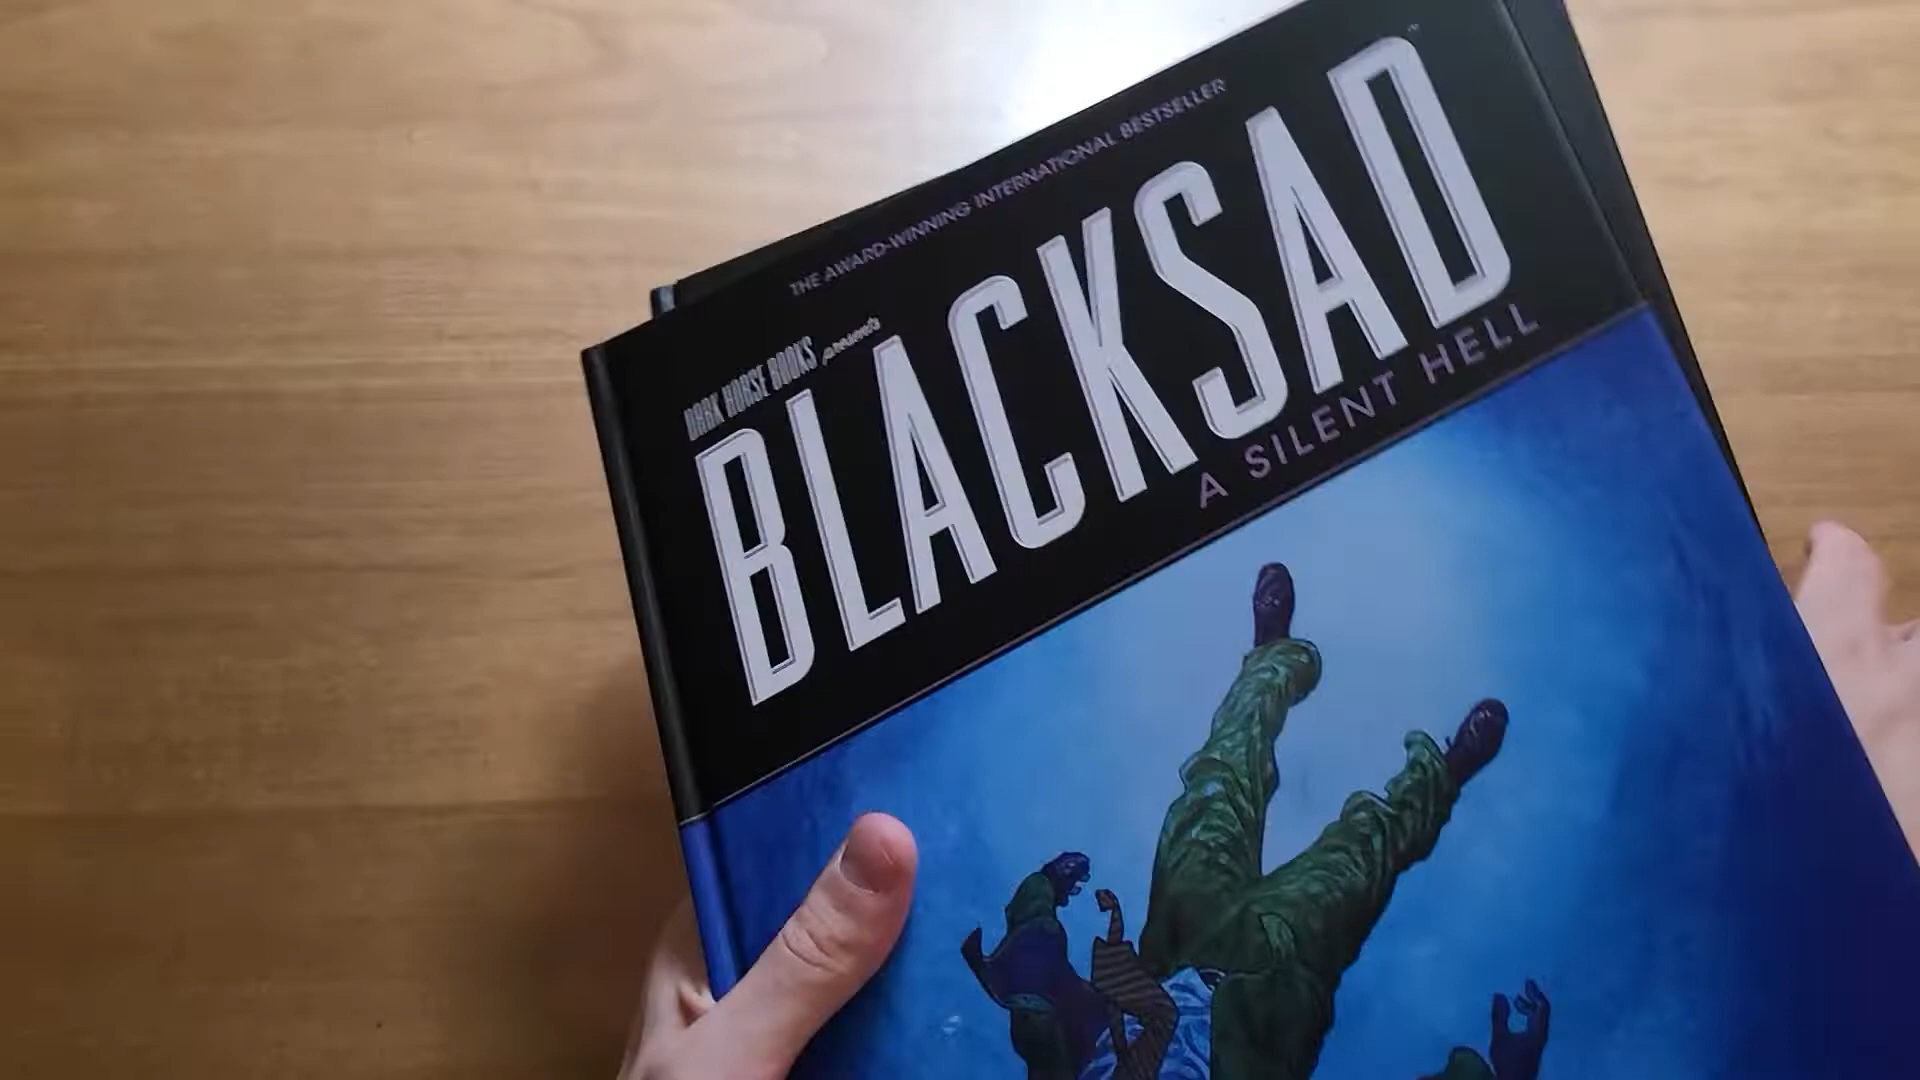 THE AWARD-WINNING INTERNATIONAL BESTSELLER
DARK HORSE BOOKS presents
BLACKSAD
A SILENT HELL